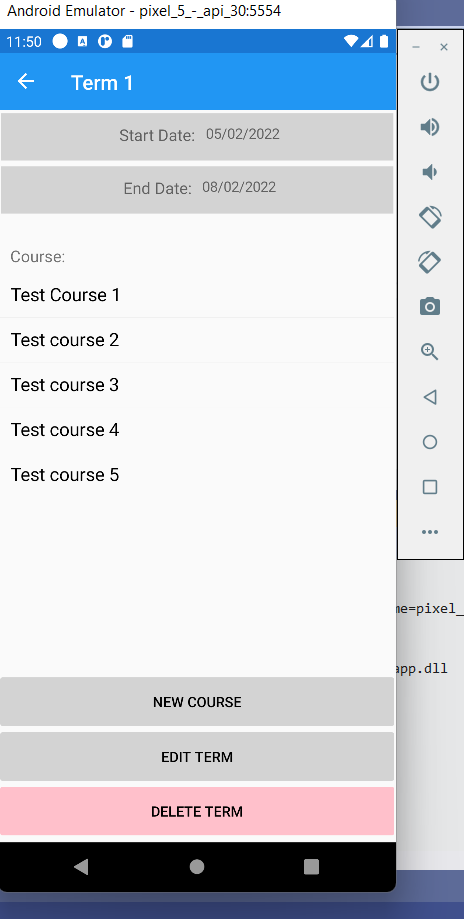 Android Emulator - pixel_5_-_api_30:5554
11:50 A
Term 1
Start Date: 05/02/2022
End Date: 08/02/2022
Course:
Test Course 1
Test course 2
Test course 3
Test course 4
Test course 5
me=pixel_
app.dll
NEW COURSE
EDIT TERM
DELETE TERM